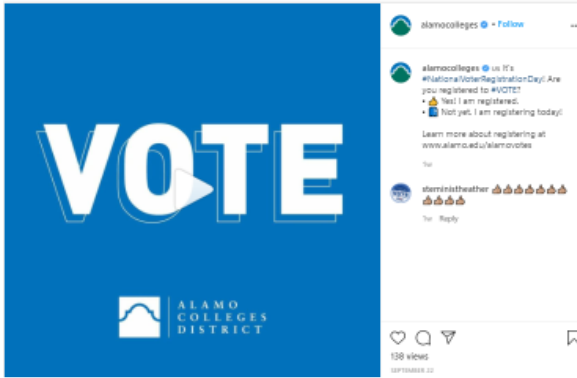 VOTE
ALAMO
COLLEGES
DISTRICT
alamocolleges • Follow
alamocolleges us It's
#NationalVoterRegistrationDay! Are
you registered to #VOTE?
• 👍 Yes! I am registered.
• 📘 Not yet. I am registering today!
Learn more about registering at
www.alamo.edu/alamovotes
1w
steministheather 👍🏽👍🏽👍🏽👍🏽👍🏽👍🏽👍🏽
👍🏽👍🏽👍🏽👍🏽
1w Reply
138 views
SEPTEMBER 22